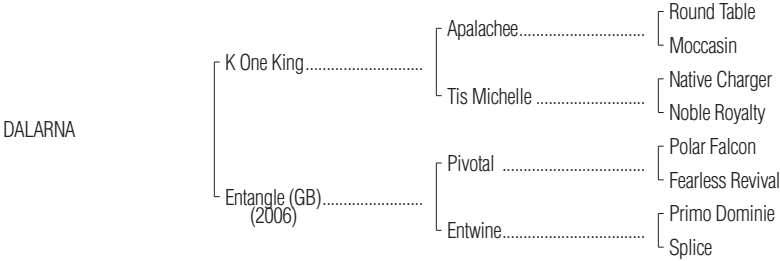 Round Table
Apalachee
Moccasin
K One King
Native Charger
Tis Michelle
Noble Royalty
DALARNA
Polar Falcon
Pivotal
Fearless Revival
Entangle (GB)
(2006)
Primo Dominie
Entwine
Splice